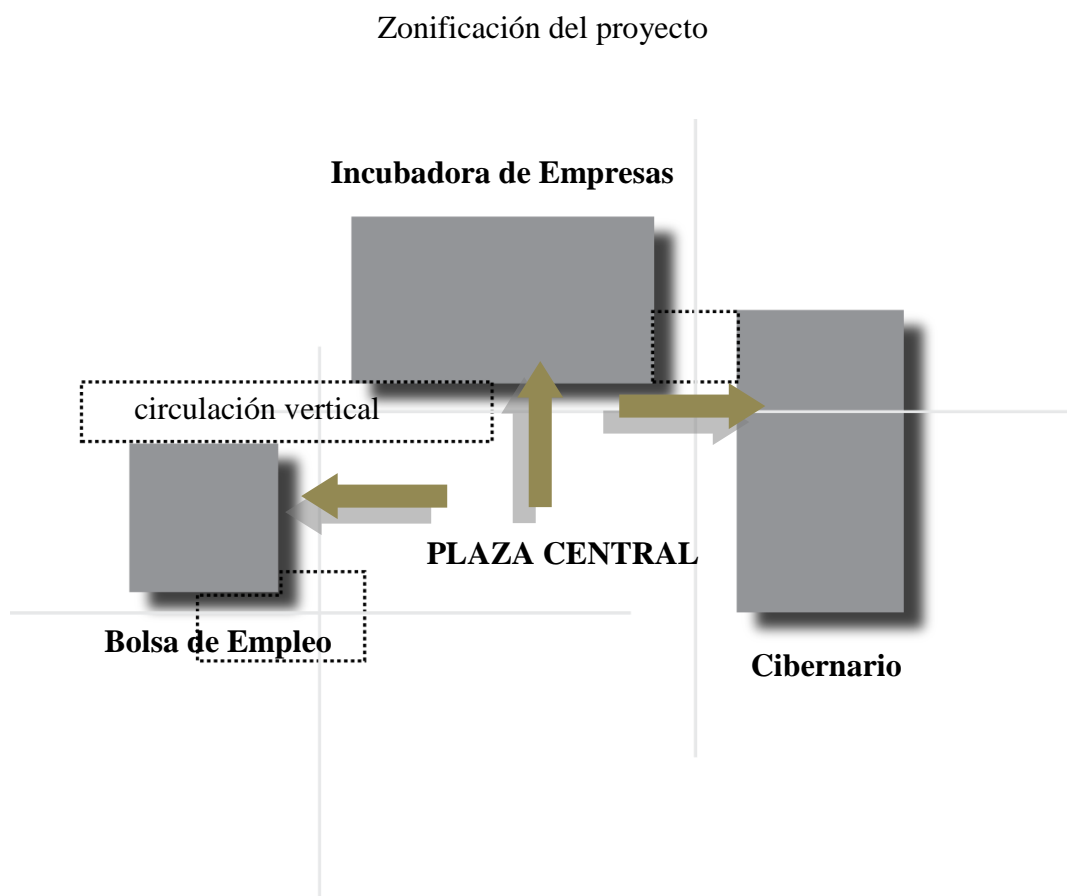 Zonificación del proyecto
Incubadora de Empresas
circulación vertical
PLAZA CENTRAL
Bolsa de Empleo
Cibernario